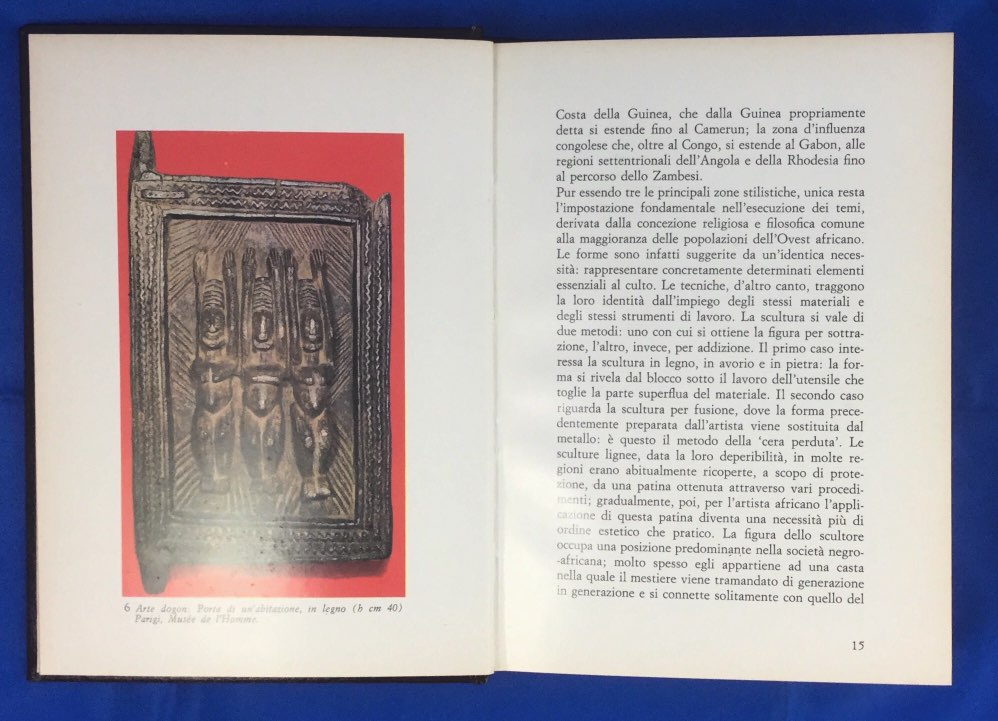 6 Arte dogon: Porta di un'abitazione, in legno (h cm 40)
Parigi, Musée de l'Homme.
Costa della Guinea, che dalla Guinea propriamente
detta si estende fino al Camerun; la zona d'influenza
congolese che, oltre al Congo, si estende al Gabon, alle
regioni settentrionali dell'Angola e della Rhodesia fino
al percorso dello Zambesi.
Pur essendo tre le principali zone stilistiche, unica resta
l'impostazione fondamentale nell'esecuzione dei temi,
derivata dalla concezione religiosa e filosofica comune
alla maggioranza delle popolazioni dell'Ovest africano.
Le forme sono infatti suggerite da un'identica neces-
sità: rappresentare concretamente determinati elementi
essenziali al culto. Le tecniche, d'altro canto, traggono
la loro identità dall'impiego degli stessi materiali e
degli stessi strumenti di lavoro. La scultura si vale di
due metodi: uno con cui si ottiene la figura per sottra-
zione, l'altro, invece, per addizione. Il primo caso inte-
ressa la scultura in legno, in avorio e in pietra: la for-
ma si rivela dal blocco sotto il lavoro dell'utensile che
toglie la parte superflua del materiale. Il secondo caso
riguarda la scultura per fusione, dove la forma prece-
dentemente preparata dall'artista viene sostituita dal
metallo: è questo il metodo della 'cera perduta'. Le
sculture lignee, data la loro deperibilità, in molte re-
gioni erano abitualmente ricoperte, a scopo di prote-
zione, da una patina ottenuta attraverso vari procedi-
menti; gradualmente, poi, per l'artista africano l'appli-
cazione di questa patina diventa una necessità più di
ordine estetico che pratico. La figura dello scultore
occupa una posizione predominante nella società negro-
-africana; molto spesso egli appartiene ad una casta
nella quale il mestiere viene tramandato di generazione
in generazione e si connette solitamente con quello del
15